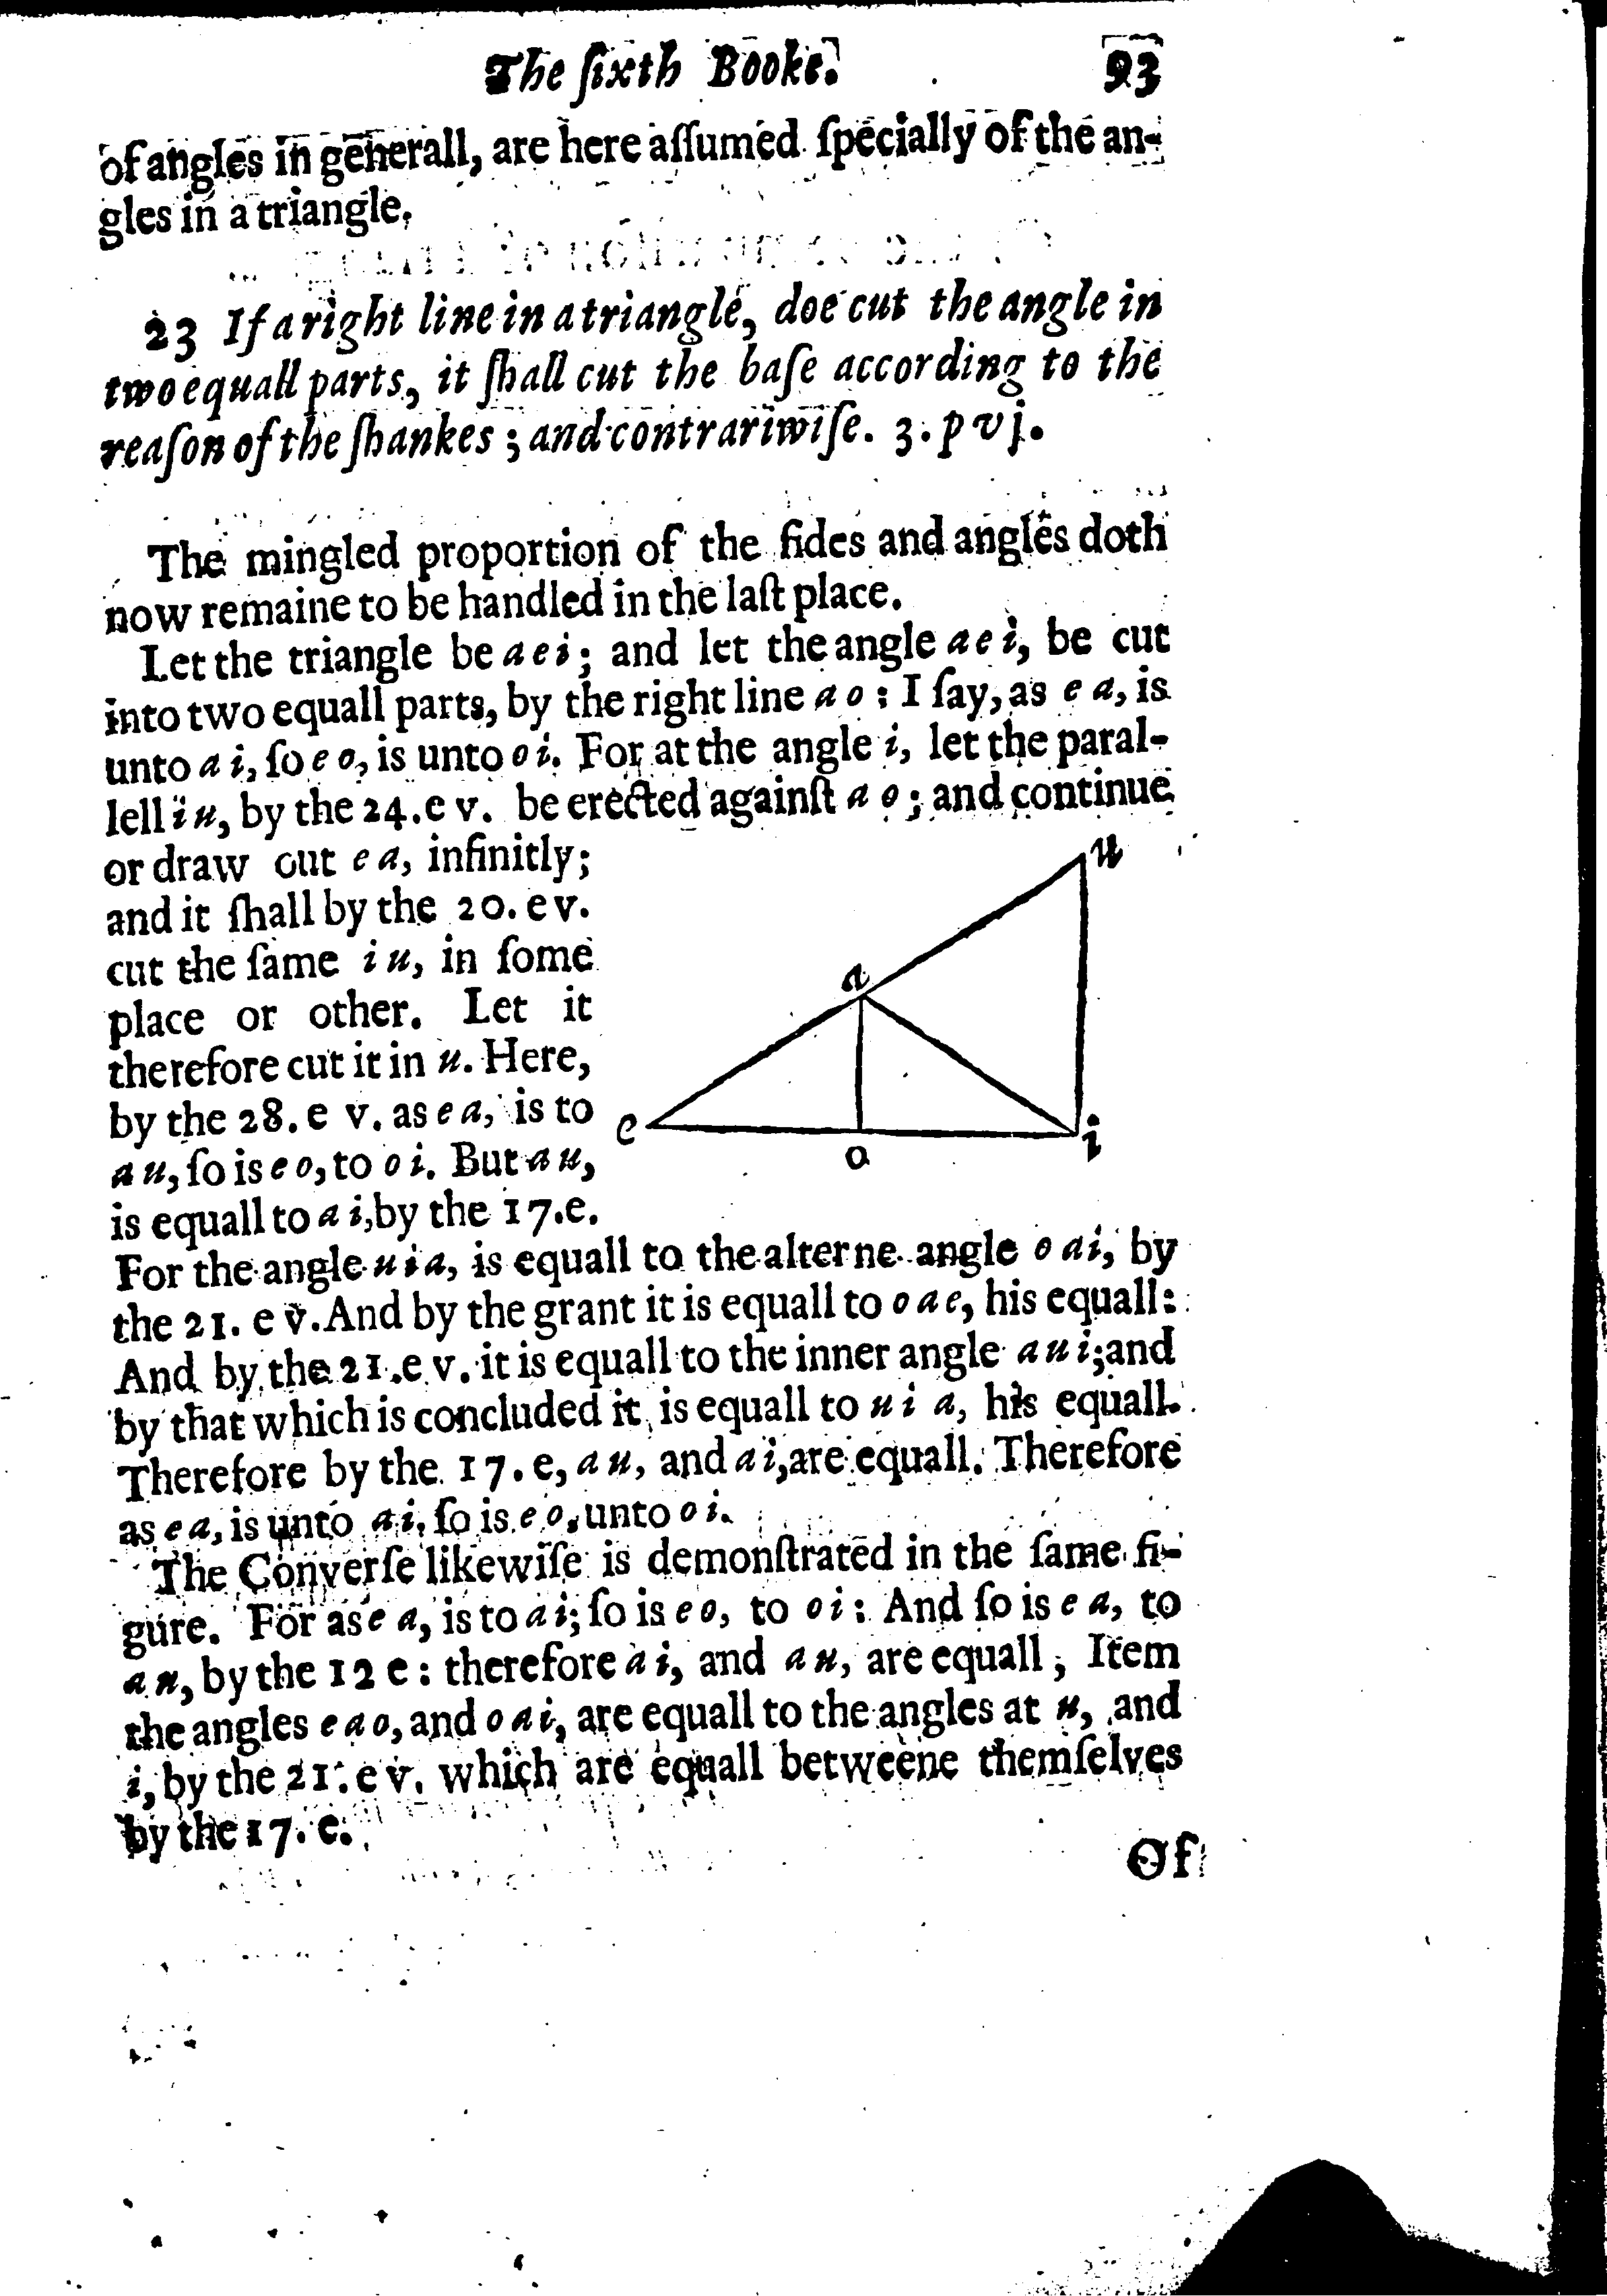 The ſixth Booke. 93
of angles in generall, are here aſſumed ſpecially of the an-
gles in a triangle.
23 If a right line in a triangle, doe cut the angle in
two equall parts, it ſhall cut the baſe according to the
reaſon of the ſhankes; and contrariwiſe. 3. p vj.
The mingled proportion of the ſides and angles doth
now remaine to be handled in the laſt place.
Let the triangle be a e i; and let the angle a e i, be cut
into two equall parts, by the right line a o: I ſay, as e a, is
unto a i, ſo e o, is unto o i. For at the angle i, let the paral-
lell i u, by the 24. e v. be erected againſt a o; and continue
or draw out e a, infinitly;
and it ſhall by the 20. e v.
cut the ſame i u, in ſome
place or other. Let it
therefore cut it in u. Here,
by the 28. e v. as e a, is to
a u, ſo is e o, to o i. But a u,
is equall to a i, by the 17. e.
u
a
e
o
i
For the angle u i a, is equall to the alterne angle o a i, by
the 21. e v. And by the grant it is equall to o a e, his equall:
And by the 21. e v. it is equall to the inner angle a u i; and
by that which is concluded it is equall to u i a, his equall.
Therefore by the 17. e, a u, and a i, are equall. Therefore
as e a, is unto a i, ſo is e o, unto o i.
The Converſe likewiſe is demonſtrated in the ſame fi-
gure. For as e a, is to a i; ſo is e o, to o i: And ſo is e a, to
a u, by the 12 e: therefore a i, and a u, are equall; Item
the angles e a o, and o a i, are equall to the angles at u, and
i, by the 21. e v. which are equall betweene themſelves
by the 17. e.
Of